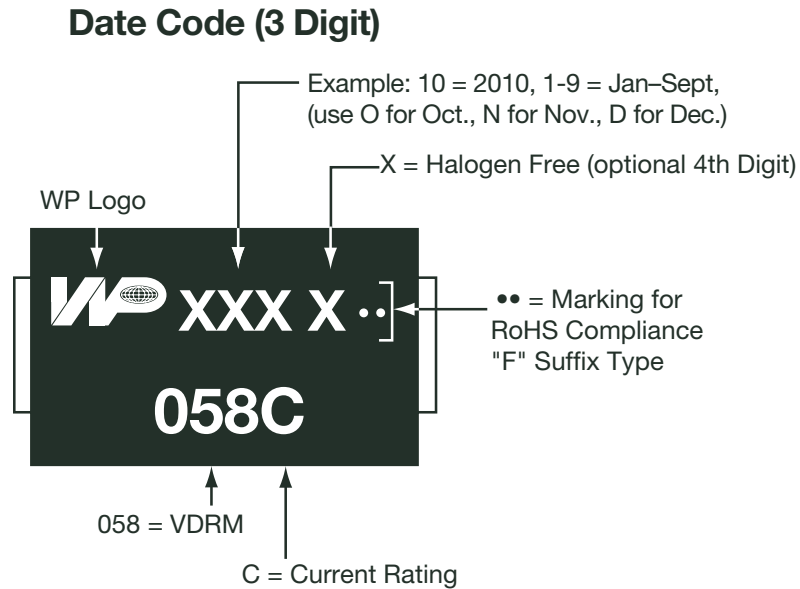 Date Code (3 Digit)
Example: 10 = 2010, 1-9 = Jan–Sept,
(use O for Oct., N for Nov., D for Dec.)
X = Halogen Free (optional 4th Digit)
WP Logo
WP XXX X ••
•• = Marking for
RoHS Compliance
"F" Suffix Type
058C
058 = VDRM
C = Current Rating